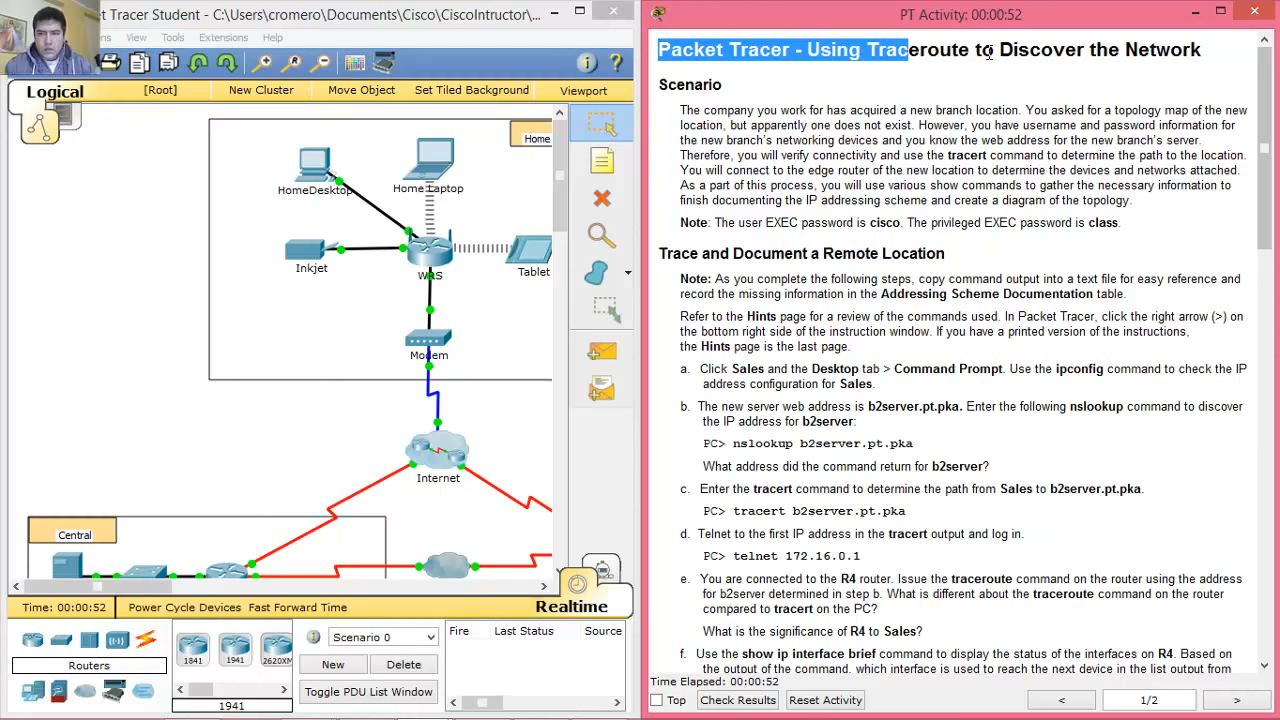 et Tracer Student - C:\Users\cromero\Documents\Cisco\CiscoIntructor\...
ons View Tools Extensions Help
Logical
[Root]
New Cluster
Move Object
Set Tiled Background
Viewport
Home
HomeDesktop
Home Laptop
Inkjet
WRS
Tablet
Modem
Internet
Central
Time: 00:00:52
Power Cycle Devices Fast Forward Time
Realtime
Routers
1841
1941
2620XM
1941
Scenario 0
New
Delete
Toggle PDU List Window
Fire Last Status Source
PT Activity: 00:00:52
Packet Tracer - Using Traceroute to Discover the Network
Scenario
The company you work for has acquired a new branch location. You asked for a topology map of the new
location, but apparently one does not exist. However, you have username and password information for
the new branch's networking devices and you know the web address for the new branch's server.
Therefore, you will verify connectivity and use the tracert command to determine the path to the location.
You will connect to the edge router of the new location to determine the devices and networks attached.
As a part of this process, you will use various show commands to gather the necessary information to
finish documenting the IP addressing scheme and create a diagram of the topology.
Note: The user EXEC password is cisco. The privileged EXEC password is class.
Trace and Document a Remote Location
Note: As you complete the following steps, copy command output into a text file for easy reference and
record the missing information in the Addressing Scheme Documentation table.
Refer to the Hints page for a review of the commands used. In Packet Tracer, click the right arrow (>) on
the bottom right side of the instruction window. If you have a printed version of the instructions,
the Hints page is the last page.
a. Click Sales and the Desktop tab > Command Prompt. Use the ipconfig command to check the IP
address configuration for Sales.
b. The new server web address is b2server.pt.pka. Enter the following nslookup command to discover
the IP address for b2server:
PC> nslookup b2server.pt.pka
What address did the command return for b2server?
c. Enter the tracert command to determine the path from Sales to b2server.pt.pka.
PC> tracert b2server.pt.pka
d. Telnet to the first IP address in the tracert output and log in.
PC> telnet 172.16.0.1
e. You are connected to the R4 router. Issue the traceroute command on the router using the address
for b2server determined in step b. What is different about the traceroute command on the router
compared to tracert on the PC?
What is the significance of R4 to Sales?
f. Use the show ip interface brief command to display the status of the interfaces on R4. Based on
the output of the command, which interface is used to reach the next device in the list output from
Time Elapsed: 00:00:52
Top
Check Results
Reset Activity
<
1/2
>